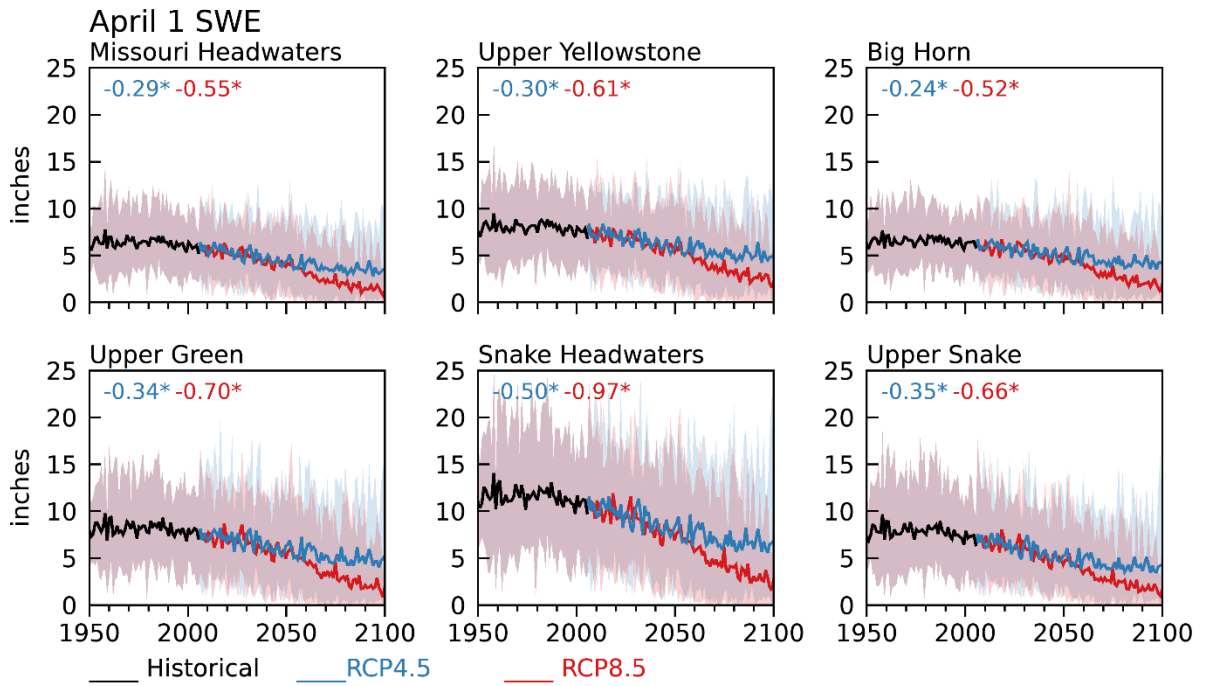 April 1 SWE
Missouri Headwaters Upper Yellowstone Big Horn
25 25 25
-0.29* -0.55* -0.30* -0.61* -0.24* -0.52*
20 20 20
15 15 15
inches
10 10 10
5 5 5
0 0 0
Upper Green Snake Headwaters Upper Snake
25 25 25
-0.34* -0.70* -0.50* -0.97* -0.35* -0.66*
20 20 20
15 15 15
inches
10 10 10
5 5 5
0 0 0
1950 2000 2050 2100 1950 2000 2050 2100 1950 2000 2050 2100
Historical RCP4.5 RCP8.5